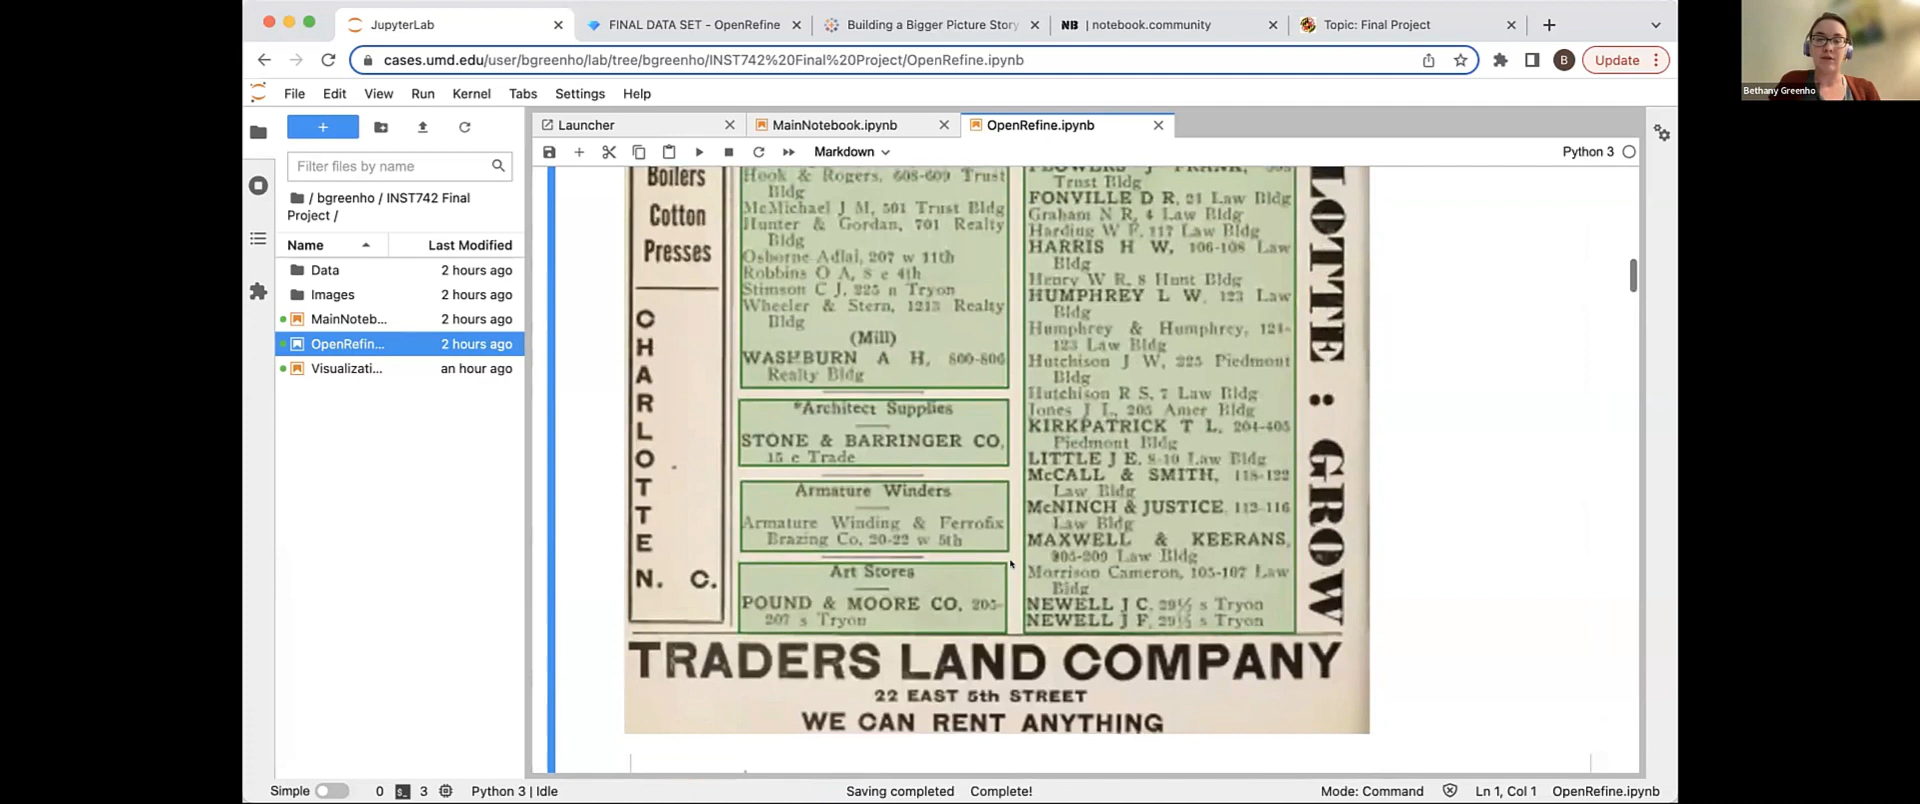 JupyterLab
FINAL DATA SET - OpenRefine
Building a Bigger Picture Story
NB | notebook.community
Topic: Final Project
cases.umd.edu/user/bgreenho/lab/tree/bgreenho/INST742%20Final%20Project/OpenRefine.ipynb
B
Update
Bethany Greenho
File Edit View Run Kernel Tabs Settings Help
Launcher
MainNotebook.ipynb
OpenRefine.ipynb
Markdown
Python 3
Filter files by name
/ bgreenho / INST742 Final
Project /
Name Last Modified
Data 2 hours ago
Images 2 hours ago
MainNoteb... 2 hours ago
OpenRefin... 2 hours ago
Visualizati... an hour ago
Boilers
Cotton
Presses
CHARLOTTE
N. C.
Hook & Rogers, 608-609 Trust
Bldg
McMichael J M, 501 Trust Bldg
Hunter & Gordan, 701 Realty
Bldg
Osborne Adlai, 207 w 11th
Robbins O A, 8 e 4th
Stimson C J, 225 n Tryon
Wheeler & Stern, 1213 Realty
Bldg
(Mill)
WASHBURN A H, 800-806
Realty Bldg
*Architect Supplies
STONE & BARRINGER CO,
15 e Trade
Armature Winders
Armature Winding & Ferrofix
Brazing Co, 20-22 w 5th
Art Stores
POUND & MOORE CO, 205-
207 s Tryon
Trust Bldg
FONVILLE D R, 21 Law Bldg
Graham N R, 4 Law Bldg
Harding W F, 117 Law Bldg
HARRIS H W, 106-108 Law
Bldg
Henry W R, 8 Hunt Bldg
HUMPHREY L W, 123 Law
Bldg
Humphrey & Humphrey, 121-
123 Law Bldg
Hutchison J W, 225 Piedmont
Bldg
Hutchison R S, 7 Law Bldg
Jones J L, 205 Amer Bldg
KIRKPATRICK T L, 204-405
Piedmont Bldg
LITTLE J E, 8-10 Law Bldg
McCALL & SMITH, 118-122
Law Bldg
McNINCH & JUSTICE, 112-116
Law Bldg
MAXWELL & KEERANS,
205-209 Law Bldg
Morrison Cameron, 105-107 Law
Bldg
NEWELL J C, 29½ s Tryon
NEWELL J F, 29½ s Tryon
LOTTE : GROW
TRADERS LAND COMPANY
22 EAST 5th STREET
WE CAN RENT ANYTHING
Simple 0 3 Python 3 | Idle
Saving completed Complete!
Mode: Command Ln 1, Col 1 OpenRefine.ipynb